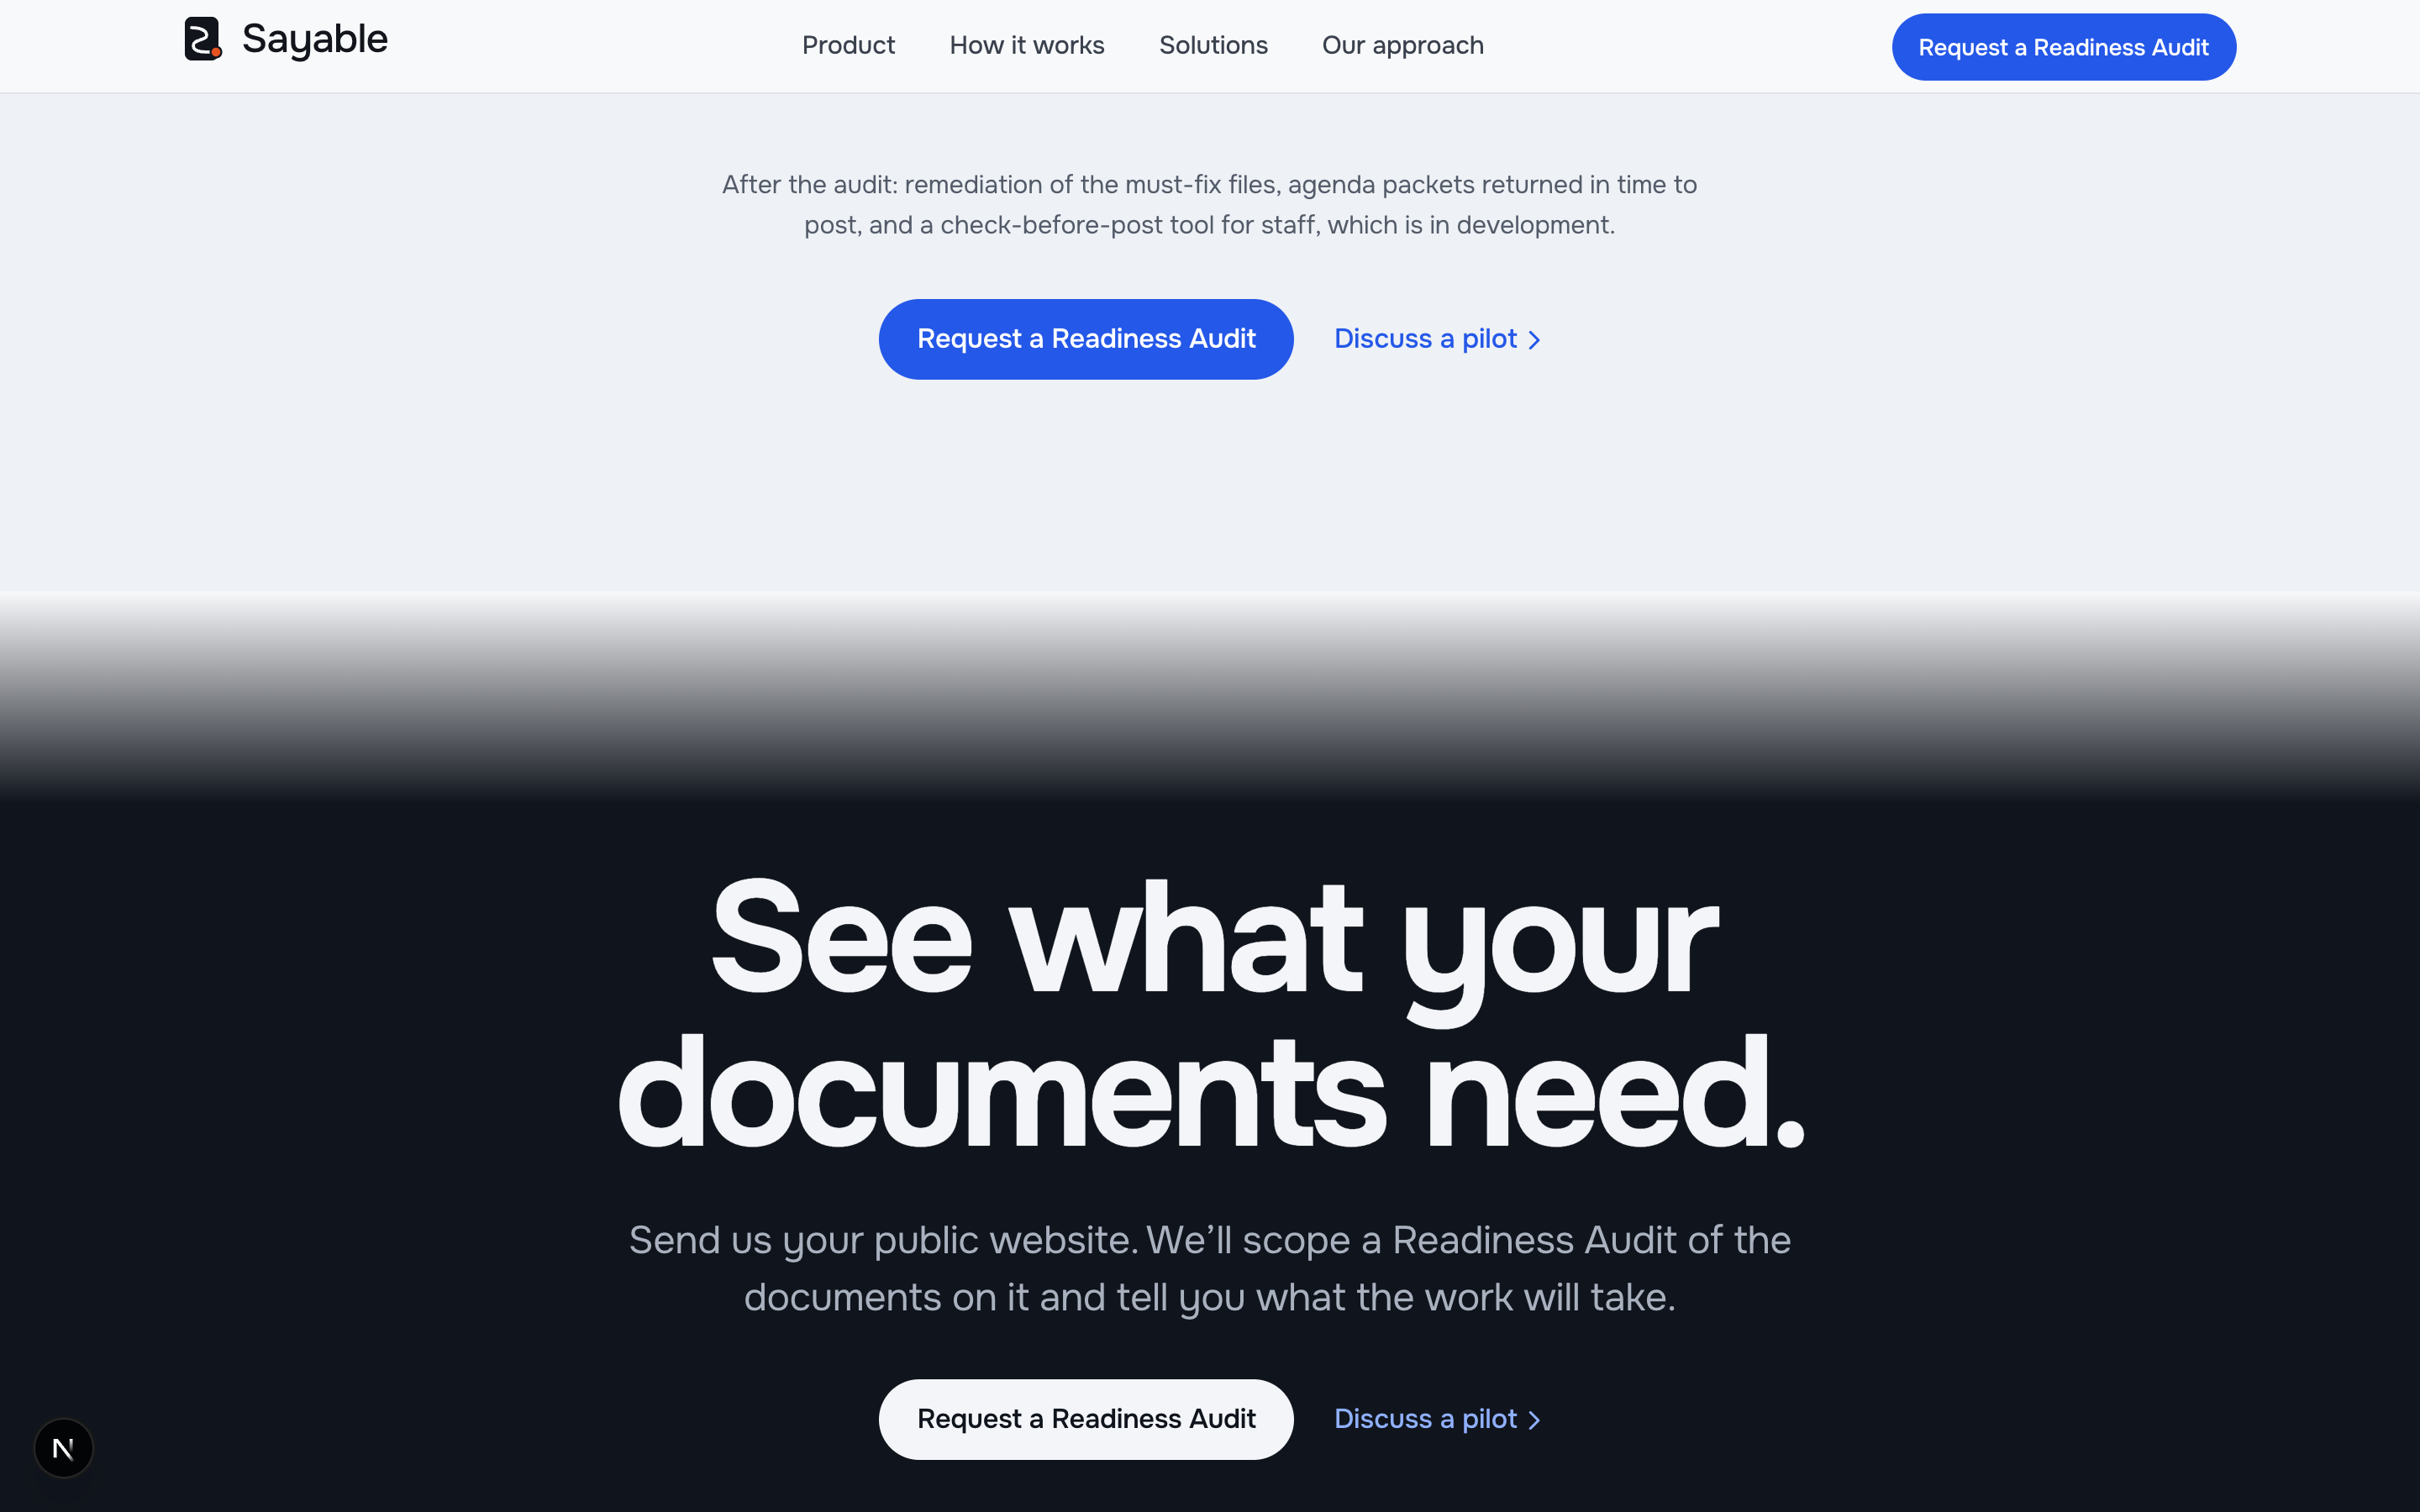 Sayable
Product
How it works
Solutions
Our approach
Request a Readiness Audit
After the audit: remediation of the must-fix files, agenda packets returned in time to
post, and a check-before-post tool for staff, which is in development.
Request a Readiness Audit
Discuss a pilot
See what your
documents need.
Send us your public website. We’ll scope a Readiness Audit of the
documents on it and tell you what the work will take.
Request a Readiness Audit
Discuss a pilot
N